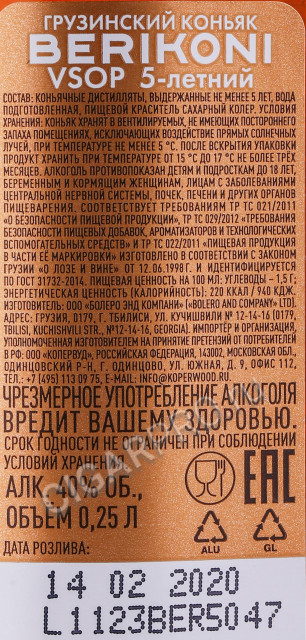 ГРУЗИНСКИЙ КОНЬЯК
BERIKONI
VSOP 5-летний
СОСТАВ: КОНЬЯЧНЫЕ ДИСТИЛЛЯТЫ, ВЫДЕРЖАННЫЕ НЕ МЕНЕЕ 5 ЛЕТ, ВОДА
ПОДГОТОВЛЕННАЯ, ПИЩЕВОЙ КРАСИТЕЛЬ САХАРНЫЙ КОЛЕР. УСЛОВИЯ
ХРАНЕНИЯ: КОНЬЯК ХРАНЯТ В ВЕНТИЛИРУЕМЫХ, НЕ ИМЕЮЩИХ ПОСТОРОННЕГО
ЗАПАХА ПОМЕЩЕНИЯХ, ИСКЛЮЧАЮЩИХ ВОЗДЕЙСТВИЕ ПРЯМЫХ СОЛНЕЧНЫХ
ЛУЧЕЙ, ПРИ ТЕМПЕРАТУРЕ НЕ МЕНЕЕ 5 °С. ПОСЛЕ ВСКРЫТИЯ УПАКОВКИ
ПРОДУКТ ХРАНИТЬ ПРИ ТЕМПЕРАТУРЕ ОТ 15 °С ДО 17 °С НЕ БОЛЕЕ ТРЁХ
МЕСЯЦЕВ. АЛКОГОЛЬ ПРОТИВОПОКАЗАН ДЕТЯМ И ПОДРОСТКАМ ДО 18 ЛЕТ,
БЕРЕМЕННЫМ И КОРМЯЩИМ ЖЕНЩИНАМ, ЛИЦАМ С ЗАБОЛЕВАНИЯМИ
ЦЕНТРАЛЬНОЙ НЕРВНОЙ СИСТЕМЫ, ПОЧЕК, ПЕЧЕНИ И ДРУГИХ ОРГАНОВ
ПИЩЕВАРЕНИЯ. СООТВЕТСТВУЕТ ТРЕБОВАНИЯМ ТР ТС 021/2011
«О БЕЗОПАСНОСТИ ПИЩЕВОЙ ПРОДУКЦИИ», ТР ТС 029/2012 «ТРЕБОВАНИЯ
БЕЗОПАСНОСТИ ПИЩЕВЫХ ДОБАВОК, АРОМАТИЗАТОРОВ И ТЕХНОЛОГИЧЕСКИХ
ВСПОМОГАТЕЛЬНЫХ СРЕДСТВ» И ТР ТС 022/2011 «ПИЩЕВАЯ ПРОДУКЦИЯ
В ЧАСТИ ЕЁ МАРКИРОВКИ» ИЗГОТОВЛЕНО В СООТВЕТСТВИИ С ЗАКОНОМ
ГРУЗИИ «О ЛОЗЕ И ВИНЕ» ОТ 12.06.1998 Г. И ИДЕНТИФИЦИРУЕТСЯ
ПО ГОСТ 31732-2014. ПИЩЕВАЯ ЦЕННОСТЬ НА 100 МЛ: УГЛЕВОДЫ – 1,5 Г;
ЭНЕРГЕТИЧЕСКАЯ ЦЕННОСТЬ (КАЛОРИЙНОСТЬ): 220 ККАЛ / 940 КДЖ.
ИЗГОТОВИТЕЛЬ: ООО «БОЛЕРО ЭНД КОМПАНИ» («BOLERO AND COMPANY» LTD).
АДРЕС: ГРУЗИЯ, 0179, Г. ТБИЛИСИ, УЛ. КУЧИШВИЛИ № 12-14-16 (0179,
TBILISI, KUCHISHVILI STR., №12-14-16, GEORGIA). ИМПОРТЁР И ОРГАНИЗАЦИЯ,
УПОЛНОМОЧЕННАЯ ИЗГОТОВИТЕЛЕМ НА ПРИНЯТИЕ ПРЕТЕНЗИЙ ОТ ПОТРЕБИТЕЛЕЙ
В РФ: ООО «КОПЕРВУД», РОССИЙСКАЯ ФЕДЕРАЦИЯ, 143002, МОСКОВСКАЯ ОБЛ.,
ОДИНЦОВСКИЙ Р-Н, Г. ОДИНЦОВО, УЛ. ЮЖНАЯ, Д. 9, ОФИС 112,
ТЕЛ.: +7 (495) 113 09 75, E-MAIL: INFO@KOPERWOOD.RU.
ЧРЕЗМЕРНОЕ УПОТРЕБЛЕНИЕ АЛКОГОЛЯ
ВРЕДИТ ВАШЕМУ ЗДОРОВЬЮ.
СРОК ГОДНОСТИ НЕ ОГРАНИЧЕН ПРИ СОБЛЮДЕНИИ
УСЛОВИЙ ХРАНЕНИЯ.
АЛК. 40% ОБ.,
ОБЪЕМ 0,25 Л
EAC
ALU
GL
ДАТА РОЗЛИВА:
14 02 2020
L1123BER5047